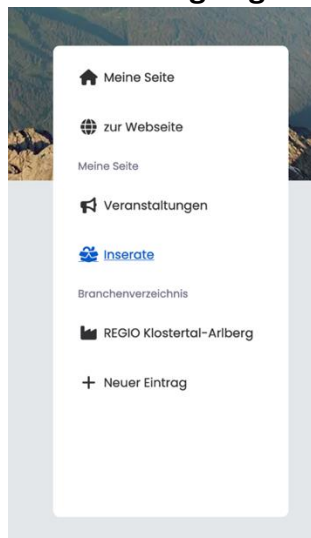 Meine Seite
zur Webseite
Meine Seite
Veranstaltungen
Inserate
Branchenverzeichnis
REGIO Klostertal-Arlberg
Neuer Eintrag